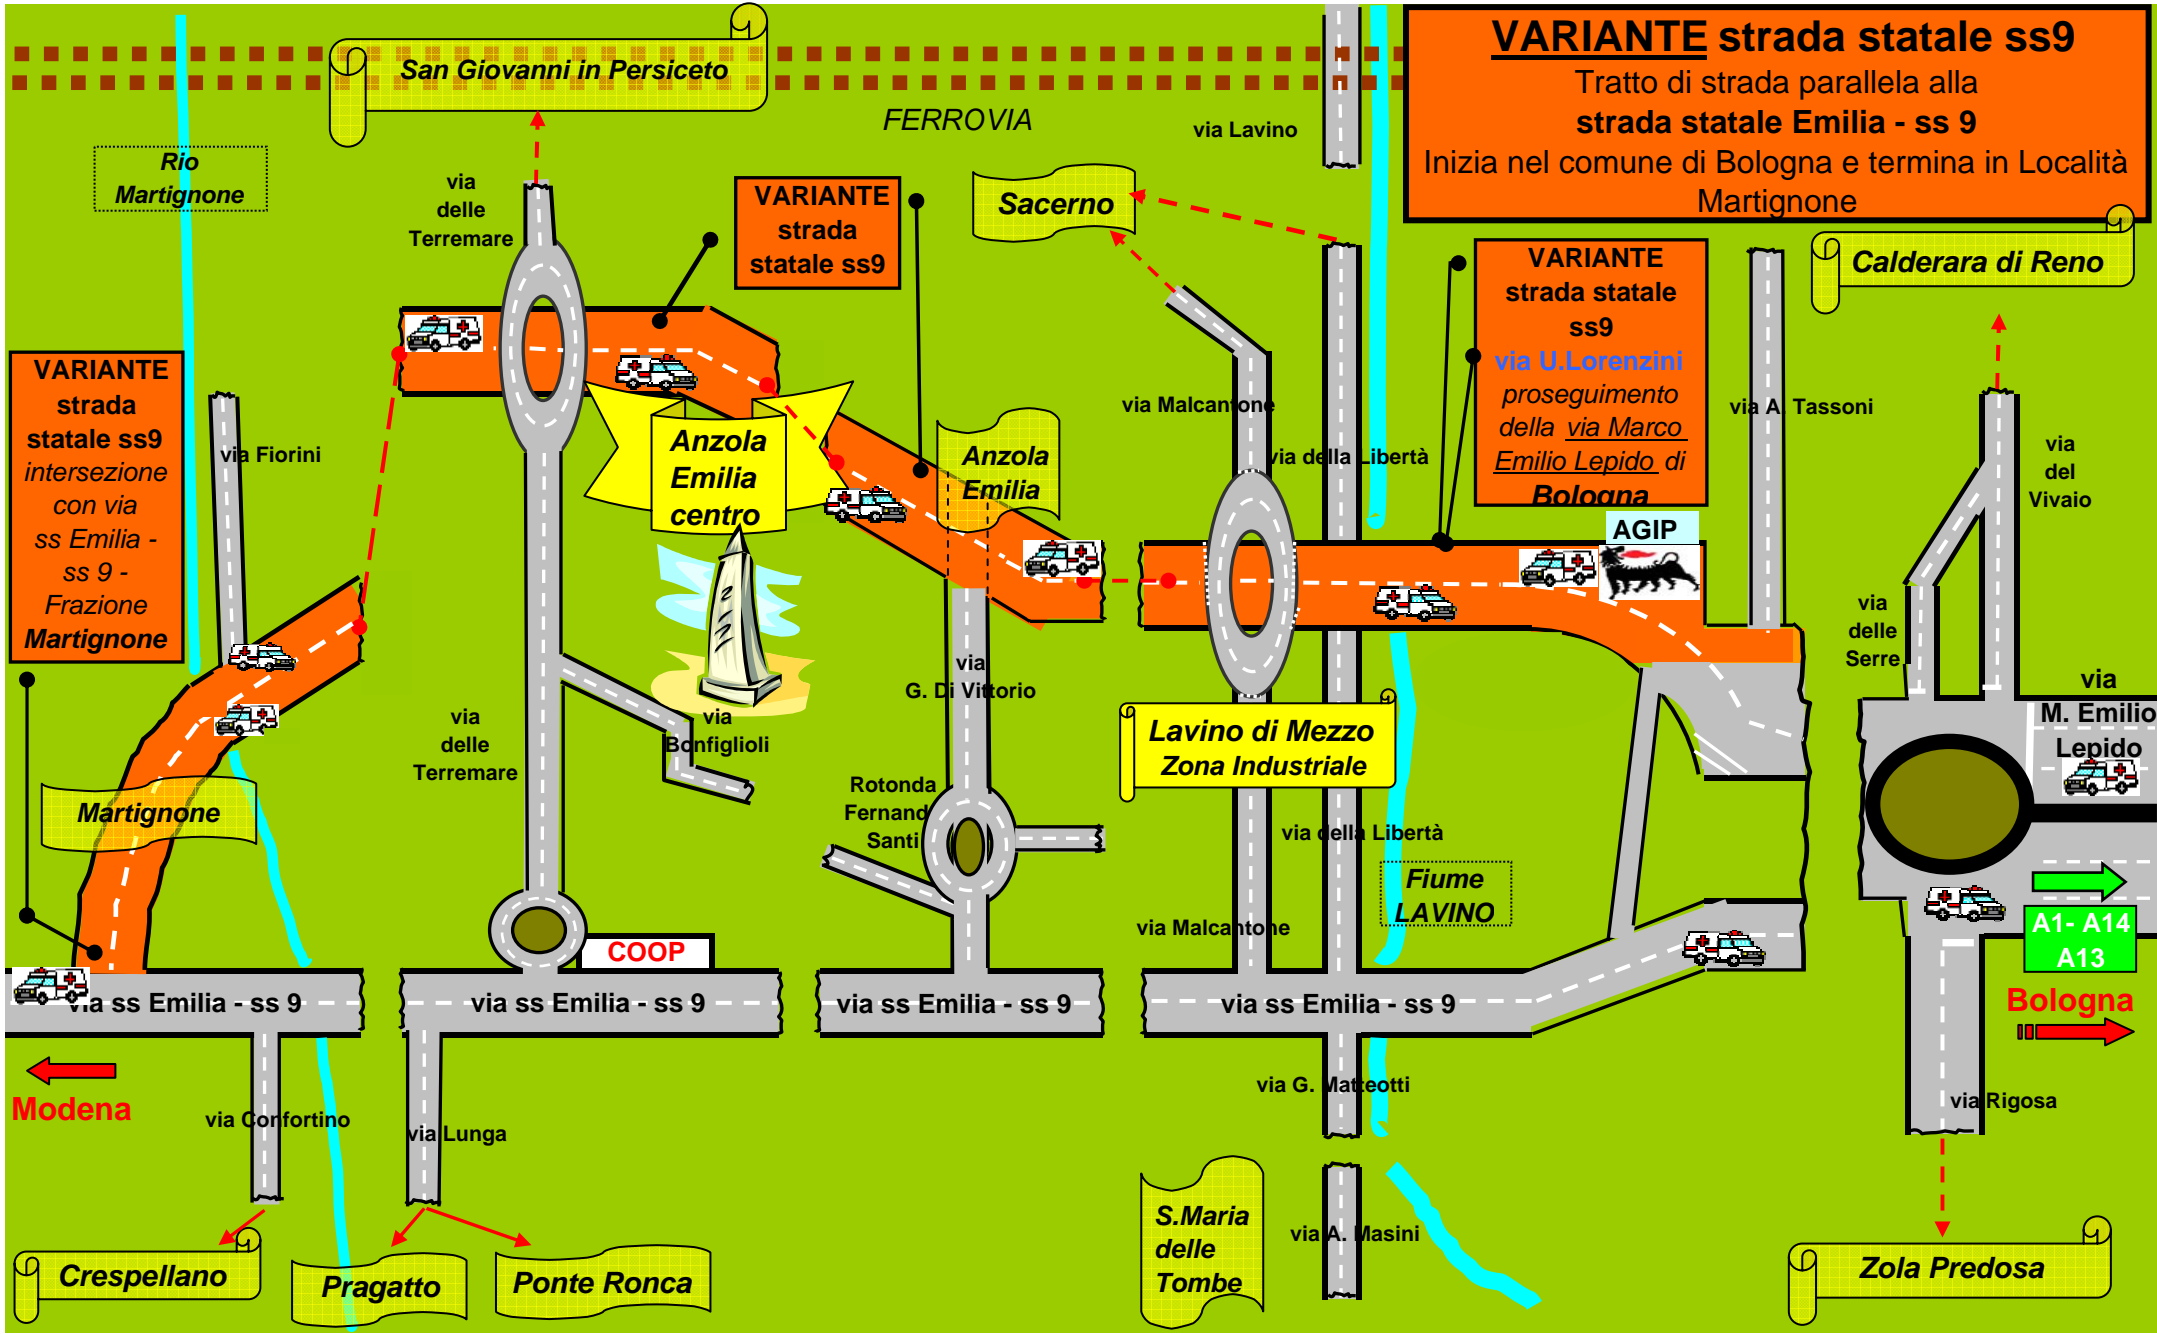 VARIANTE strada statale ss9
Tratto di strada parallela alla
strada statale Emilia - ss 9
Inizia nel comune di Bologna e termina in Località
Martignone
San Giovanni in Persiceto
FERROVIA
via Lavino
Rio
Martignone
via
delle
Terremare
VARIANTE
strada
statale ss9
Sacerno
Calderara di Reno
VARIANTE
strada statale
ss9
via U.Lorenzini
proseguimento
della via Marco
Emilio Lepido di
Bologna
VARIANTE
strada
statale ss9
intersezione
con via
ss Emilia -
ss 9 -
Frazione
Martignone
via Fiorini
Anzola
Emilia
centro
Anzola
Emilia
via Malcantone
via della Libertà
via A. Tassoni
via
del
Vivaio
AGIP
via
delle
Serre
via
G. Di Vittorio
via
M. Emilio
Lepido
via
delle
Terremare
via
Bonfiglioli
Lavino di Mezzo
Zona Industriale
Martignone
Rotonda
Fernand
Santi
via della Libertà
Fiume
LAVINO
via Malcantone
COOP
A1- A14
A13
Bologna
via ss Emilia - ss 9
via ss Emilia - ss 9
via ss Emilia - ss 9
via ss Emilia - ss 9
Modena
via Confortino
via Lunga
via G. Matteotti
via Rigosa
Crespellano
Pragatto
Ponte Ronca
S.Maria
delle
Tombe
via A. Masini
Zola Predosa